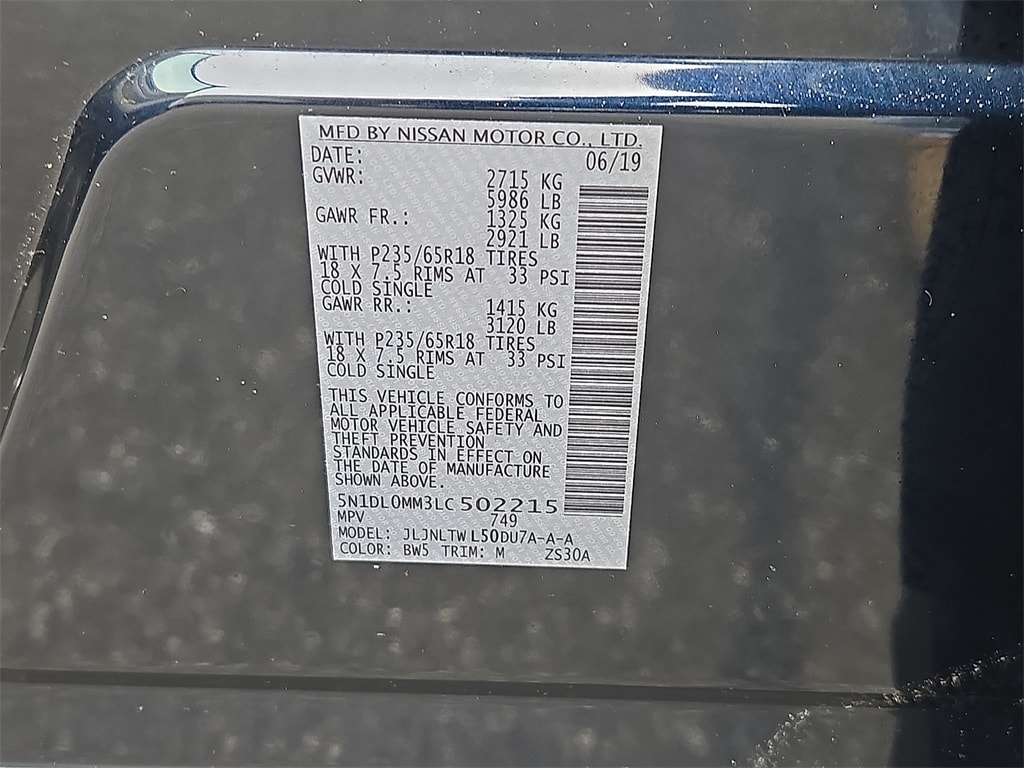 MFD BY NISSAN MOTOR CO., LTD.
DATE: 06/19
GVWR: 2715 KG
5986 LB
GAWR FR.: 1325 KG
2921 LB
WITH P235/65R18 TIRES
18 X 7.5 RIMS AT 33 PSI
COLD SINGLE
GAWR RR.: 1415 KG
3120 LB
WITH P235/65R18 TIRES
18 X 7.5 RIMS AT 33 PSI
COLD SINGLE
THIS VEHICLE CONFORMS TO
ALL APPLICABLE FEDERAL
MOTOR VEHICLE SAFETY AND
THEFT PREVENTION
STANDARDS IN EFFECT ON
THE DATE OF MANUFACTURE
SHOWN ABOVE.
5N1DL0MM3LC 502215
MPV 749
MODEL: JLJNLTW L50DU7A-A-A
COLOR: BW5 TRIM: M ZS30A